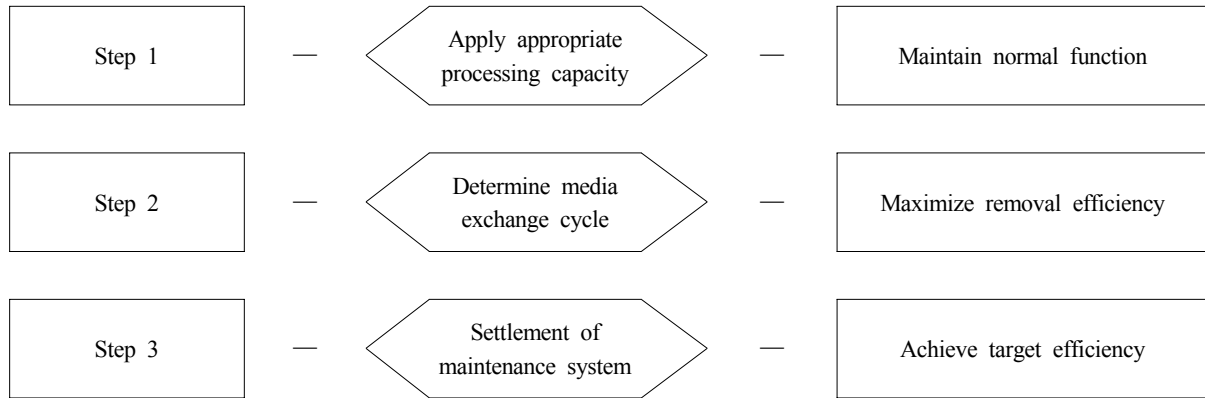 Step 1
Apply appropriate
processing capacity
Maintain normal function
Step 2
Determine media
exchange cycle
Maximize removal efficiency
Step 3
Settlement of
maintenance system
Achieve target efficiency